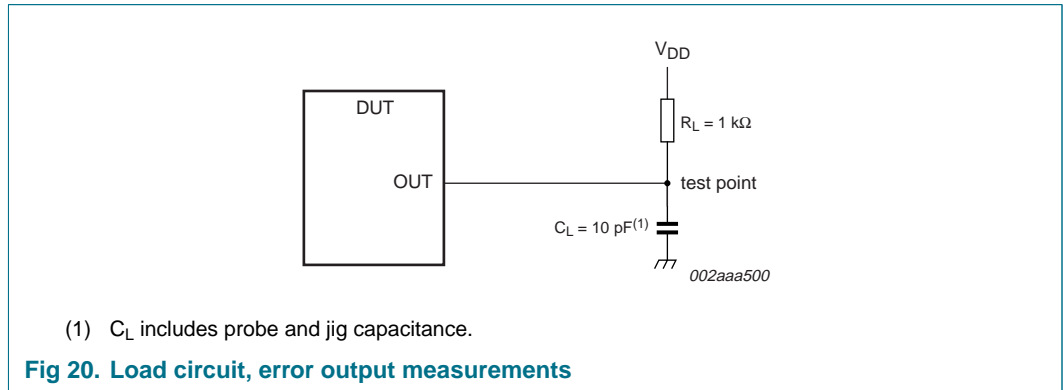 V_DD
DUT
R_L = 1 kΩ
OUT
test point
C_L = 10 pF(1)
002aaa500
(1) C_L includes probe and jig capacitance.
Fig 20. Load circuit, error output measurements